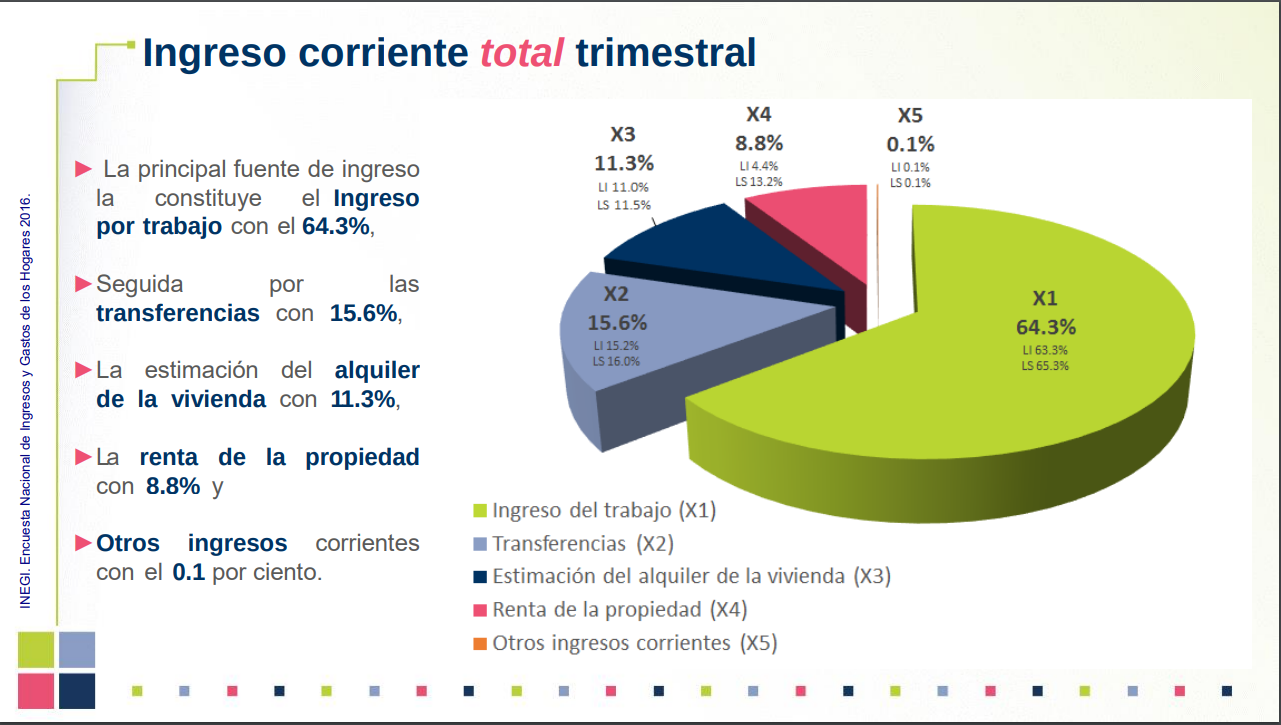 Ingreso corriente total trimestral
La principal fuente de ingreso
la constituye el Ingreso
por trabajo con el 64.3%,
Seguida por las
transferencias con 15.6%,
La estimación del alquiler
de la vivienda con 11.3%,
La renta de la propiedad
con 8.8% y
Otros ingresos corrientes
con el 0.1 por ciento.
INEGI. Encuesta Nacional de Ingresos y Gastos de los Hogares 2016.
X3
11.3%
LI 11.0%
LS 11.5%
X4
8.8%
LI 4.4%
LS 13.2%
X5
0.1%
LI 0.1%
LS 0.1%
X2
15.6%
LI 15.2%
LS 16.0%
X1
64.3%
LI 63.3%
LS 65.3%
Ingreso del trabajo (X1)
Transferencias (X2)
Estimación del alquiler de la vivienda (X3)
Renta de la propiedad (X4)
Otros ingresos corrientes (X5)